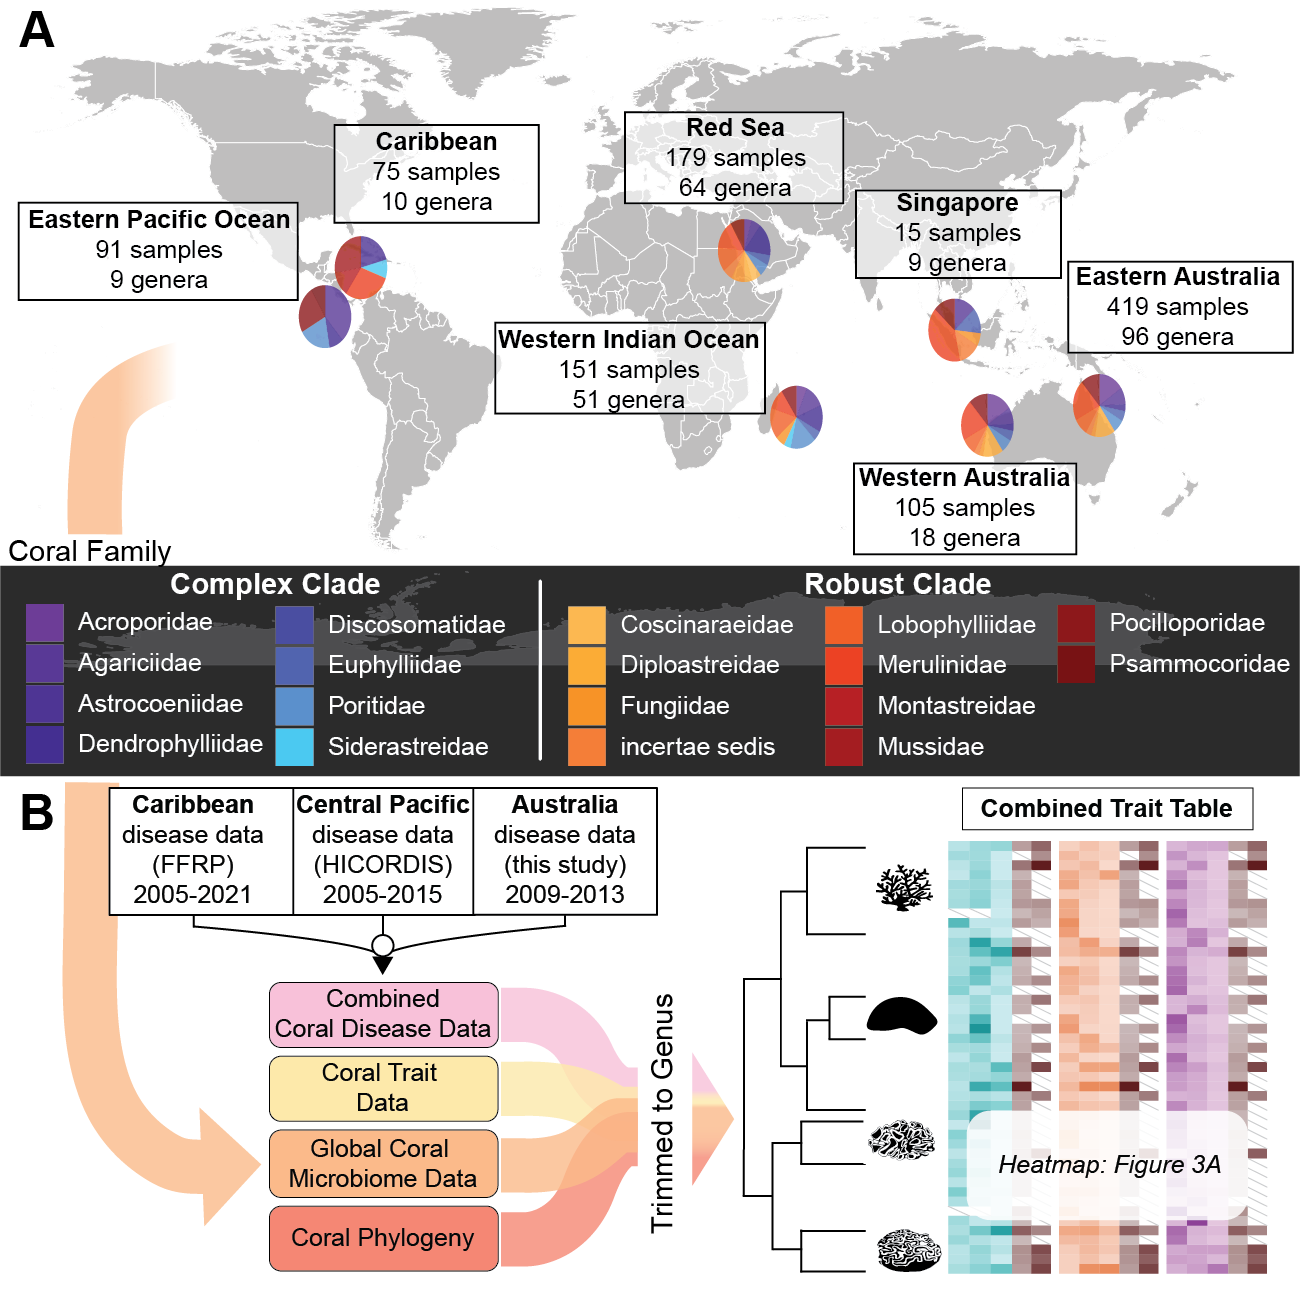 A
Caribbean
75 samples
10 genera
Red Sea
179 samples
64 genera
Eastern Pacific Ocean
91 samples
9 genera
Singapore
15 samples
9 genera
Eastern Australia
419 samples
96 genera
Western Indian Ocean
151 samples
51 genera
Western Australia
105 samples
18 genera
Coral Family
Complex Clade
Acroporidae
Agariciidae
Astrocoeniidae
Dendrophylliidae
Discosomatidae
Euphylliidae
Poritidae
Siderastreidae
Robust Clade
Coscinaraeidae
Diploastreidae
Fungiidae
incertae sedis
Lobophylliidae
Merulinidae
Montastreidae
Mussidae
Pocilloporidae
Psammocoridae
B
Caribbean
disease data
(FFRP)
2005-2021
Central Pacific
disease data
(HICORDIS)
2005-2015
Australia
disease data
(this study)
2009-2013
Combined
Coral Disease Data
Coral Trait
Data
Global Coral
Microbiome Data
Coral Phylogeny
Trimmed to Genus
Combined Trait Table
Heatmap: Figure 3A